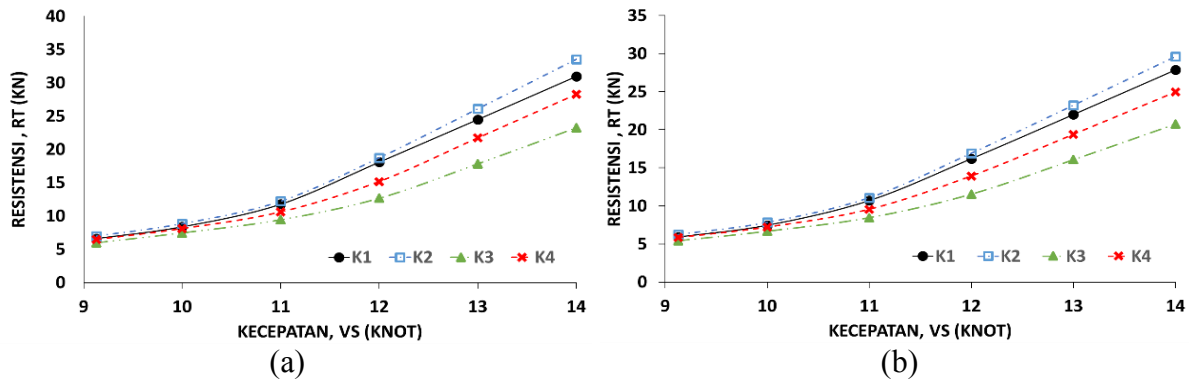 RESISTENSI , RT (KN)
40
35
30
25
20
15
10
5
0
K1 K2 K3 K4
9 10 11 12 13 14
KECEPATAN, VS (KNOT)
(a)
RESISTENSI , RT (KN)
35
30
25
20
15
10
5
0
K1 K2 K3 K4
9 10 11 12 13 14
KECEPATAN, VS (KNOT)
(b)